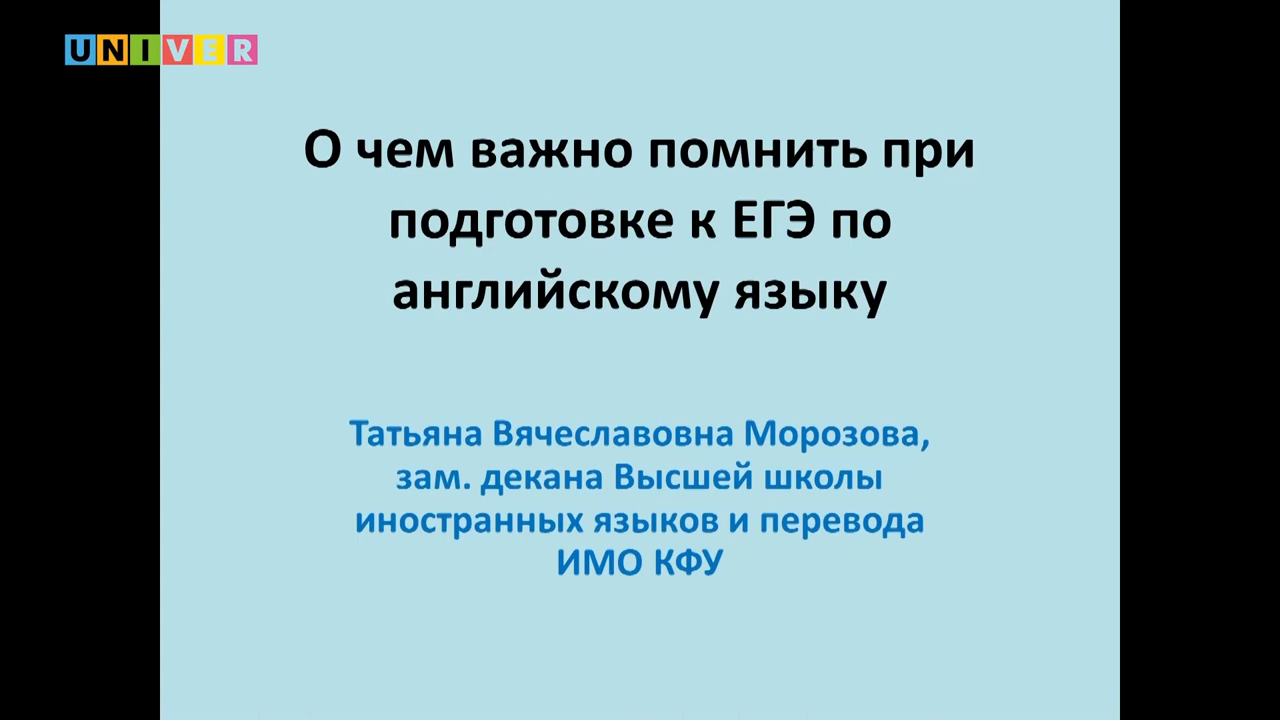 UNIVER
О чем важно помнить при
подготовке к ЕГЭ по
английскому языку
Татьяна Вячеславовна Морозова,
зам. декана Высшей школы
иностранных языков и перевода
ИМО КФУ